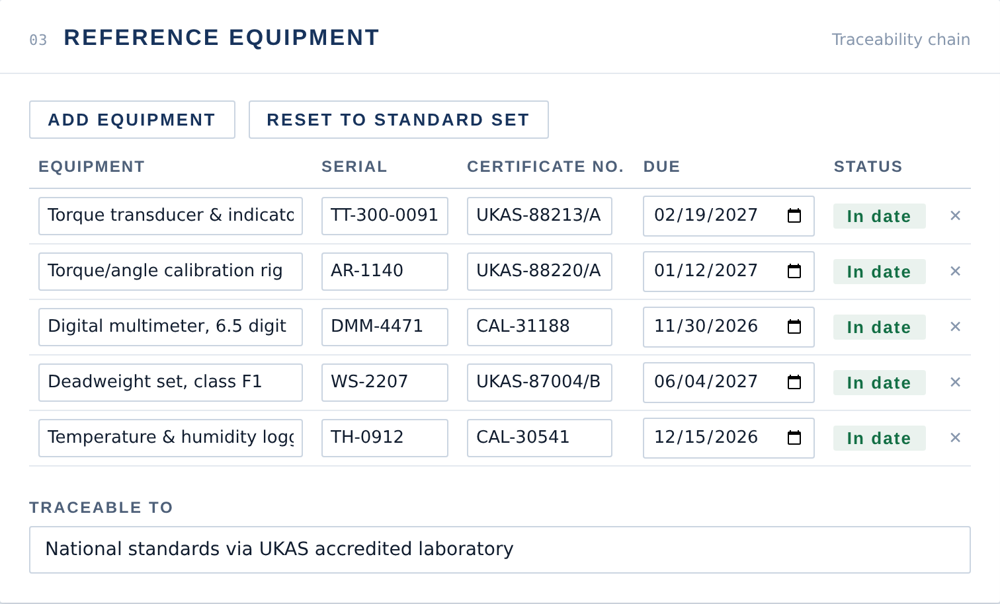 03 REFERENCE EQUIPMENT Traceability chain
ADD EQUIPMENT RESET TO STANDARD SET
EQUIPMENT SERIAL CERTIFICATE NO. DUE STATUS
Torque transducer & indicato TT-300-0091 UKAS-88213/A 02/19/2027 In date ×
Torque/angle calibration rig AR-1140 UKAS-88220/A 01/12/2027 In date ×
Digital multimeter, 6.5 digit DMM-4471 CAL-31188 11/30/2026 In date ×
Deadweight set, class F1 WS-2207 UKAS-87004/B 06/04/2027 In date ×
Temperature & humidity logg TH-0912 CAL-30541 12/15/2026 In date ×
TRACEABLE TO
National standards via UKAS accredited laboratory